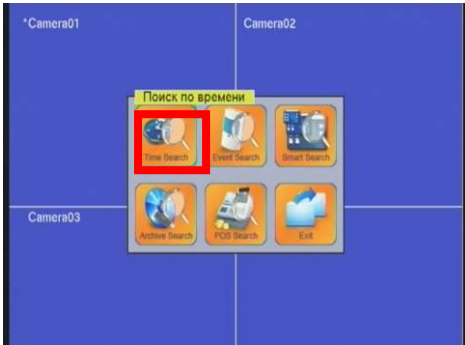 *Camera01
Camera02
Поиск по времени
Time Search
Event Search
Smart Search
Archive Search
POS Search
Exit
Camera03